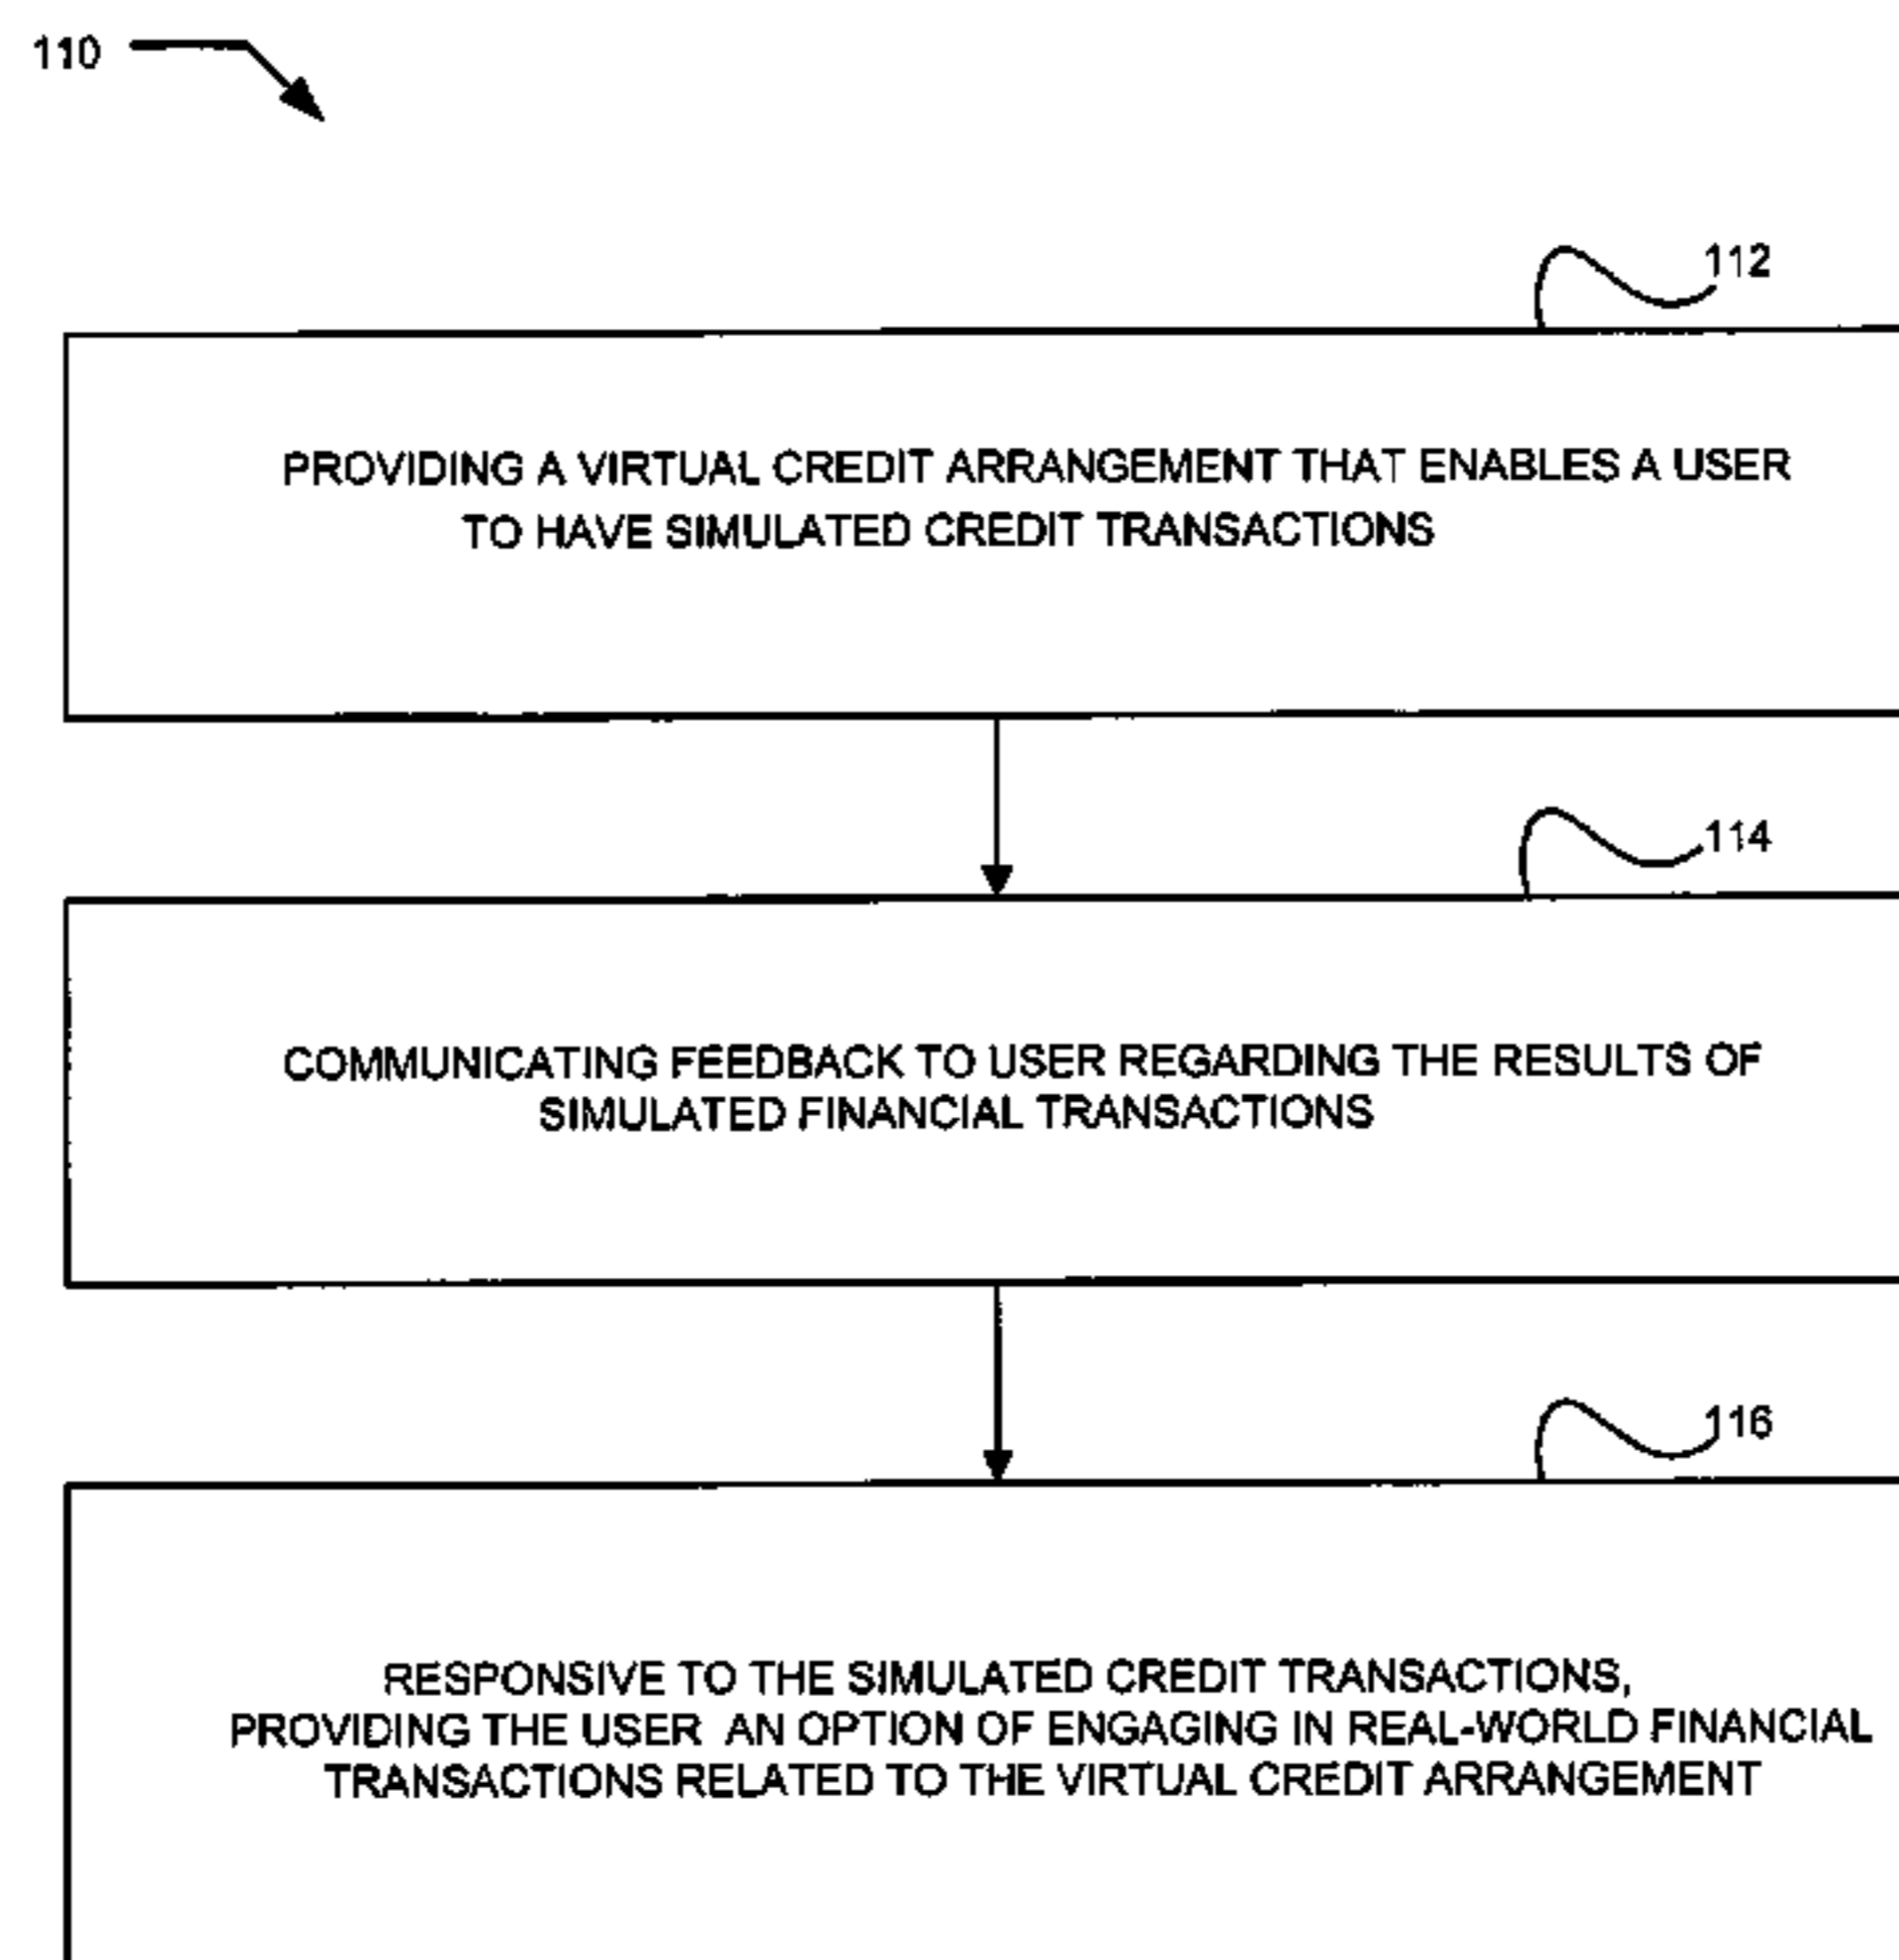 110
112
PROVIDING A VIRTUAL CREDIT ARRANGEMENT THAT ENABLES A USER
TO HAVE SIMULATED CREDIT TRANSACTIONS
114
COMMUNICATING FEEDBACK TO USER REGARDING THE RESULTS OF
SIMULATED FINANCIAL TRANSACTIONS
116
RESPONSIVE TO THE SIMULATED CREDIT TRANSACTIONS,
PROVIDING THE USER AN OPTION OF ENGAGING IN REAL-WORLD FINANCIAL
TRANSACTIONS RELATED TO THE VIRTUAL CREDIT ARRANGEMENT